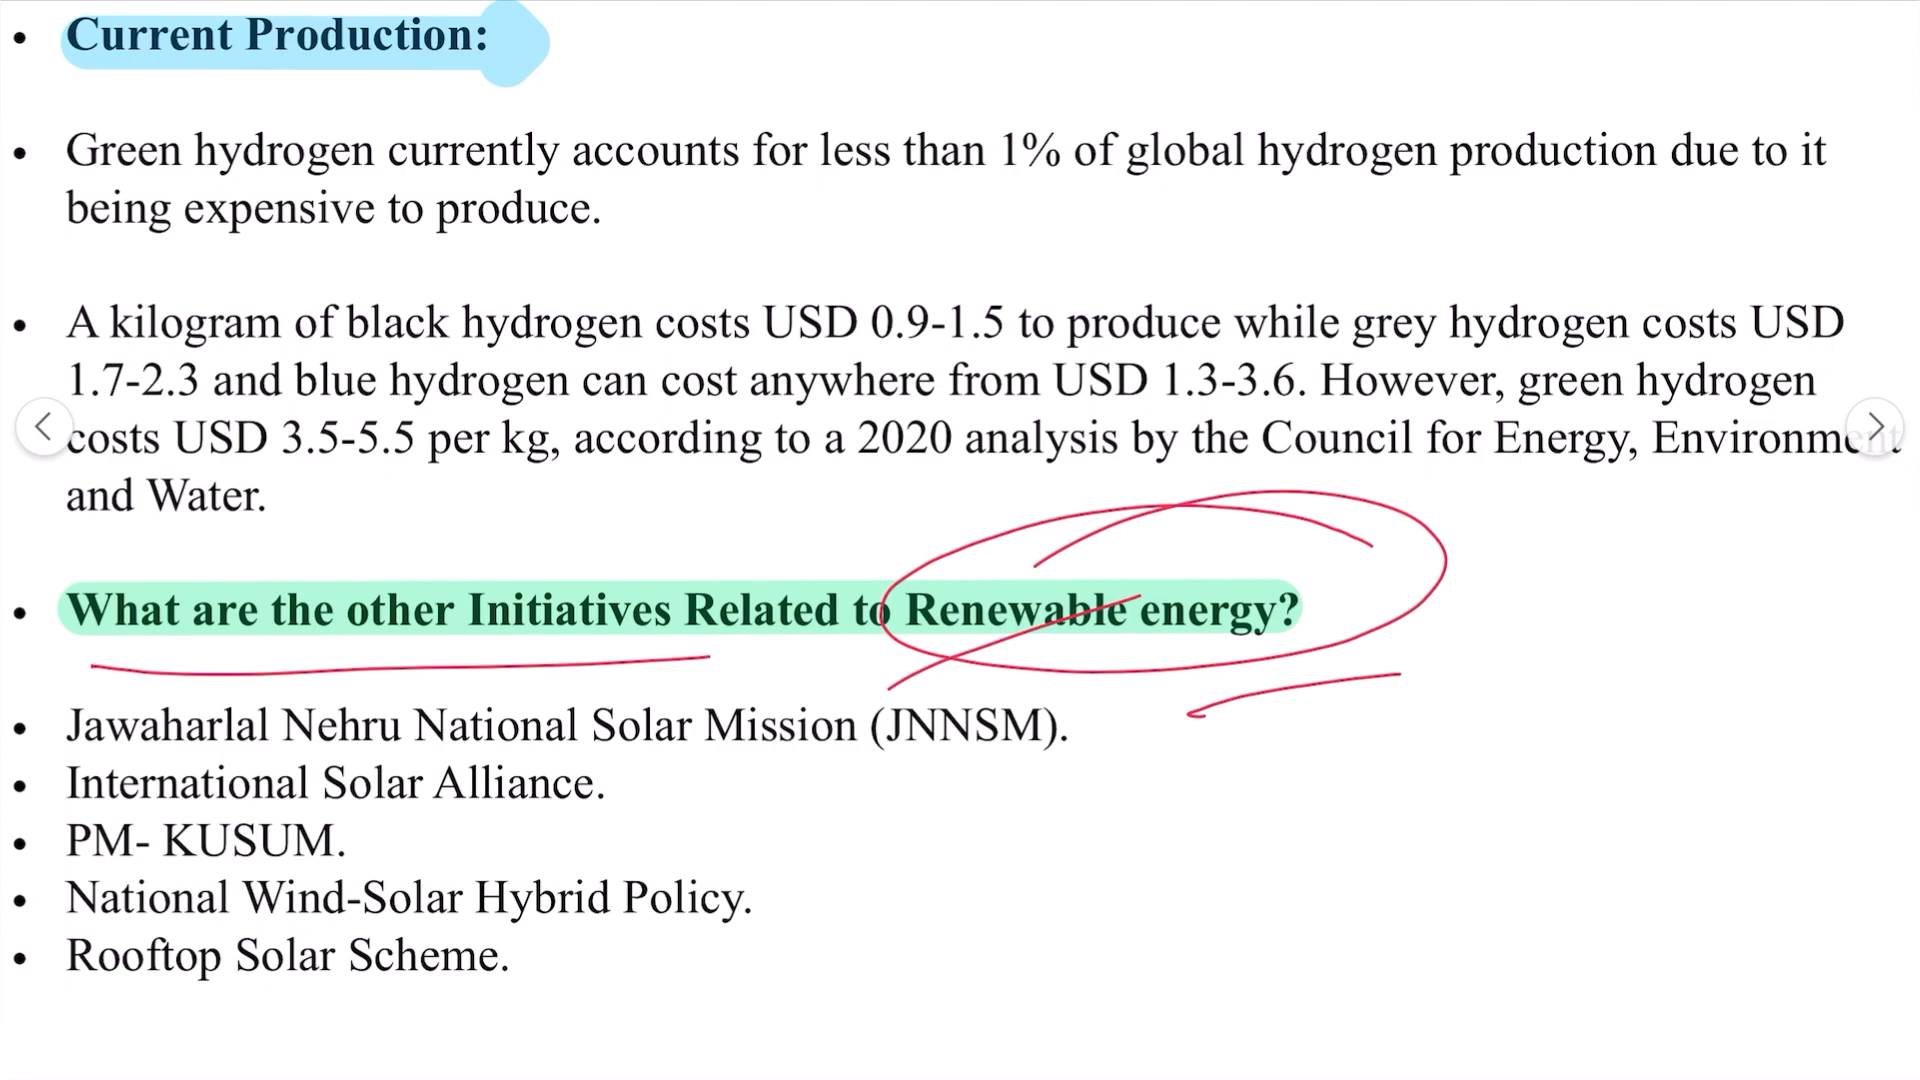 • Current Production:
• Green hydrogen currently accounts for less than 1% of global hydrogen production due to it
being expensive to produce.
• A kilogram of black hydrogen costs USD 0.9-1.5 to produce while grey hydrogen costs USD
1.7-2.3 and blue hydrogen can cost anywhere from USD 1.3-3.6. However, green hydrogen
costs USD 3.5-5.5 per kg, according to a 2020 analysis by the Council for Energy, Environment
and Water.
• What are the other Initiatives Related to Renewable energy?
• Jawaharlal Nehru National Solar Mission (JNNSM).
• International Solar Alliance.
• PM- KUSUM.
• National Wind-Solar Hybrid Policy.
• Rooftop Solar Scheme.